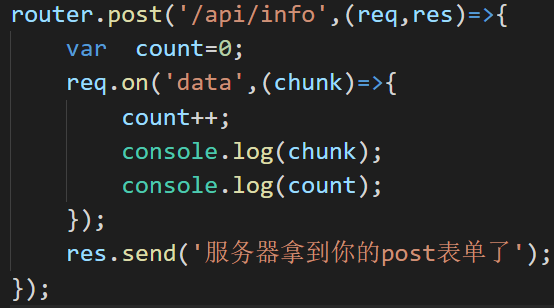 router.post('/api/info',(req,res)=>{
    var  count=0;
    req.on('data',(chunk)=>{
        count++;
        console.log(chunk);
        console.log(count);
    });
    res.send('服务器拿到你的post表单了');
});